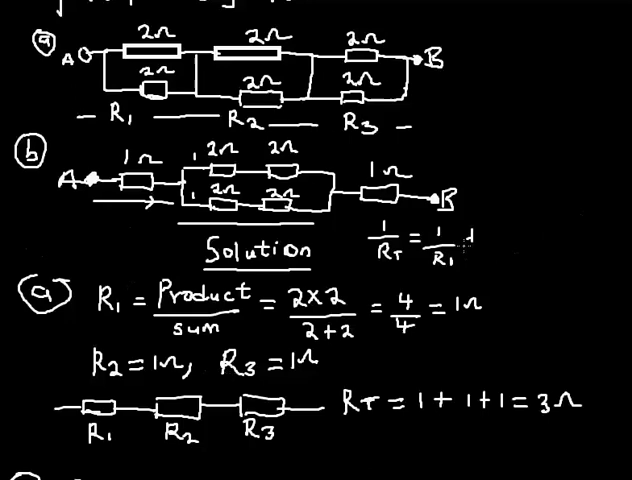 (a) 2Ω 2Ω 2Ω
A B
2Ω 2Ω 2Ω
R1 R2 R3
(b) 1Ω 2Ω 2Ω 1Ω
A B
2Ω 2Ω
Solution 1/RT = 1/R1 +
(a) R1 = Product/sum = 2×2/2+2 = 4/4 = 1Ω
R2 = 1Ω, R3 = 1Ω
RT = 1 + 1 + 1 = 3Ω
R1 R2 R3